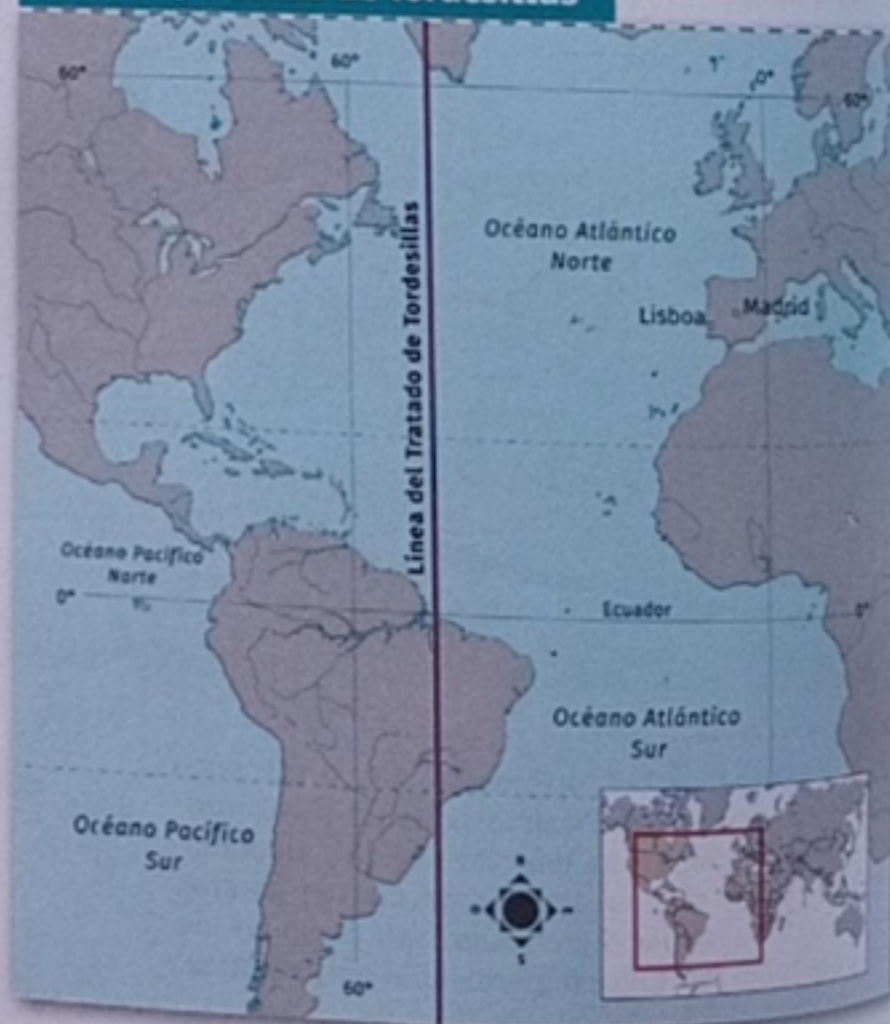 Tordesillas
60°
60°
0°
60°
Línea del Tratado de Tordesillas
Océano Atlántico
Norte
Lisboa
Madrid
Océano Pacífico
Norte
0°
Ecuador
0°
Océano Atlántico
Sur
Océano Pacífico
Sur
S
60°